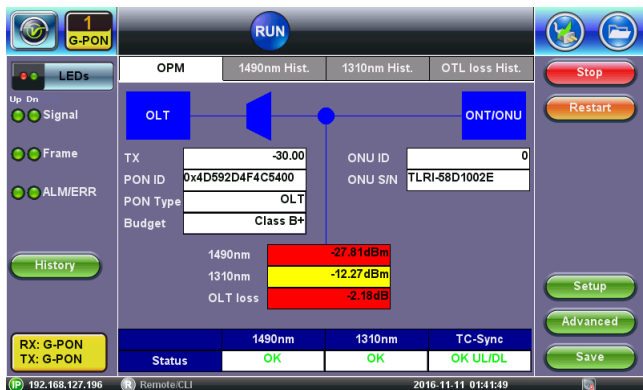 1
G-PON
RUN
LEDs
OPM
1490nm Hist.
1310nm Hist.
OTL loss Hist.
Stop
Up Dn
Signal
OLT
ONT/ONU
Restart
Frame
TX
-30.00
ONU ID
0
PON ID
0x4D592D4F4C5400
ONU S/N
TLRI-58D1002E
ALM/ERR
PON Type
OLT
Budget
Class B+
1490nm
-27.81dBm
History
1310nm
-12.27dBm
Setup
OLT loss
-2.18dB
Advanced
RX: G-PON
TX: G-PON
1490nm
1310nm
TC-Sync
Status
OK
OK
OK UL/DL
Save
IP 192.168.127.196
R Remote/CLI
2016-11-11 01:41:49